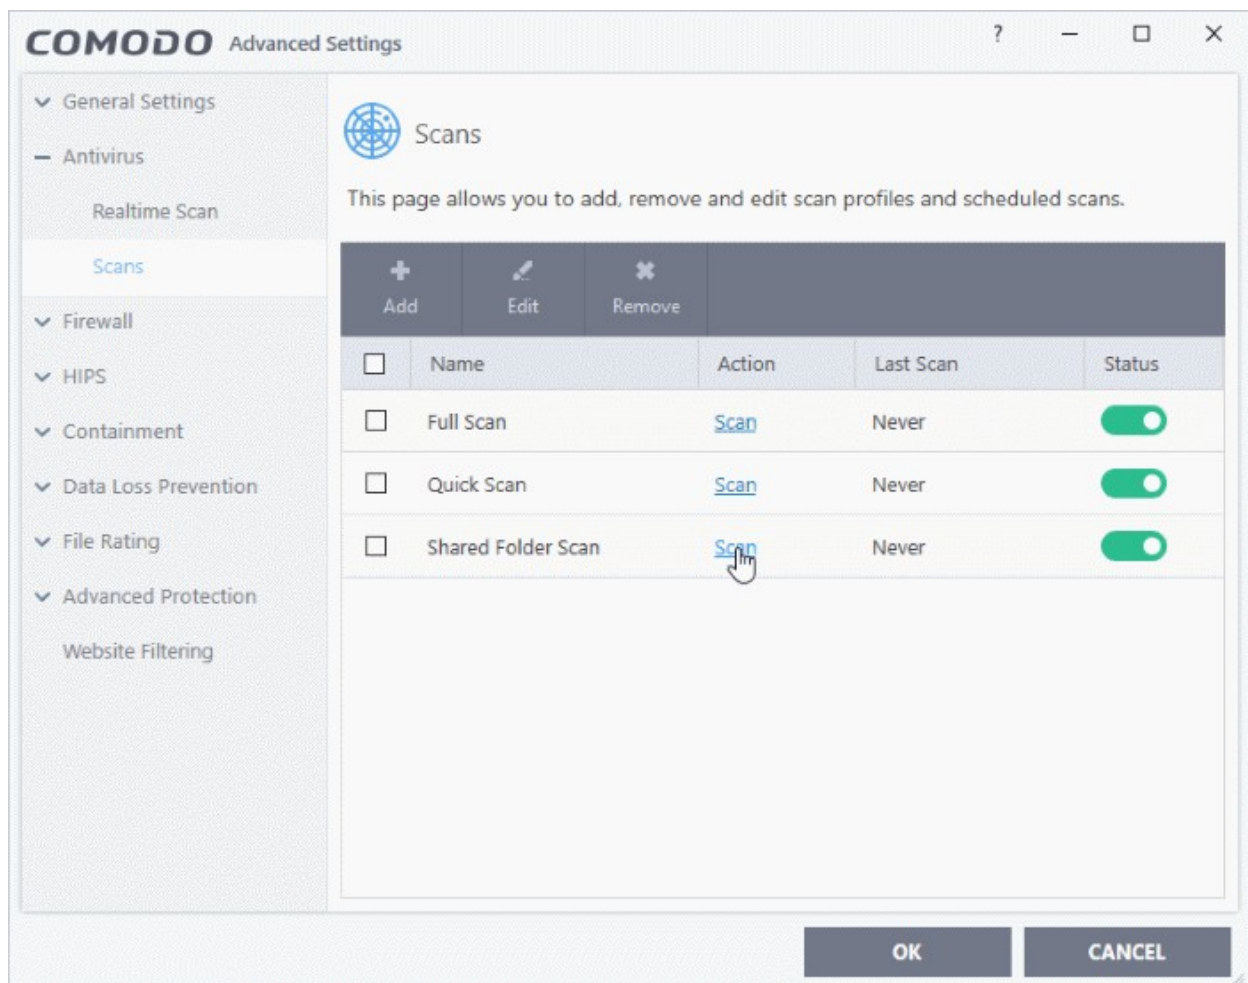 COMODO Advanced Settings ?
General Settings
Antivirus
Realtime Scan
Scans
Firewall
HIPS
Containment
Data Loss Prevention
File Rating
Advanced Protection
Website Filtering
Scans
This page allows you to add, remove and edit scan profiles and scheduled scans.
Add Edit Remove
Name Action Last Scan Status
Full Scan Scan Never
Quick Scan Scan Never
Shared Folder Scan Scan Never
OK CANCEL